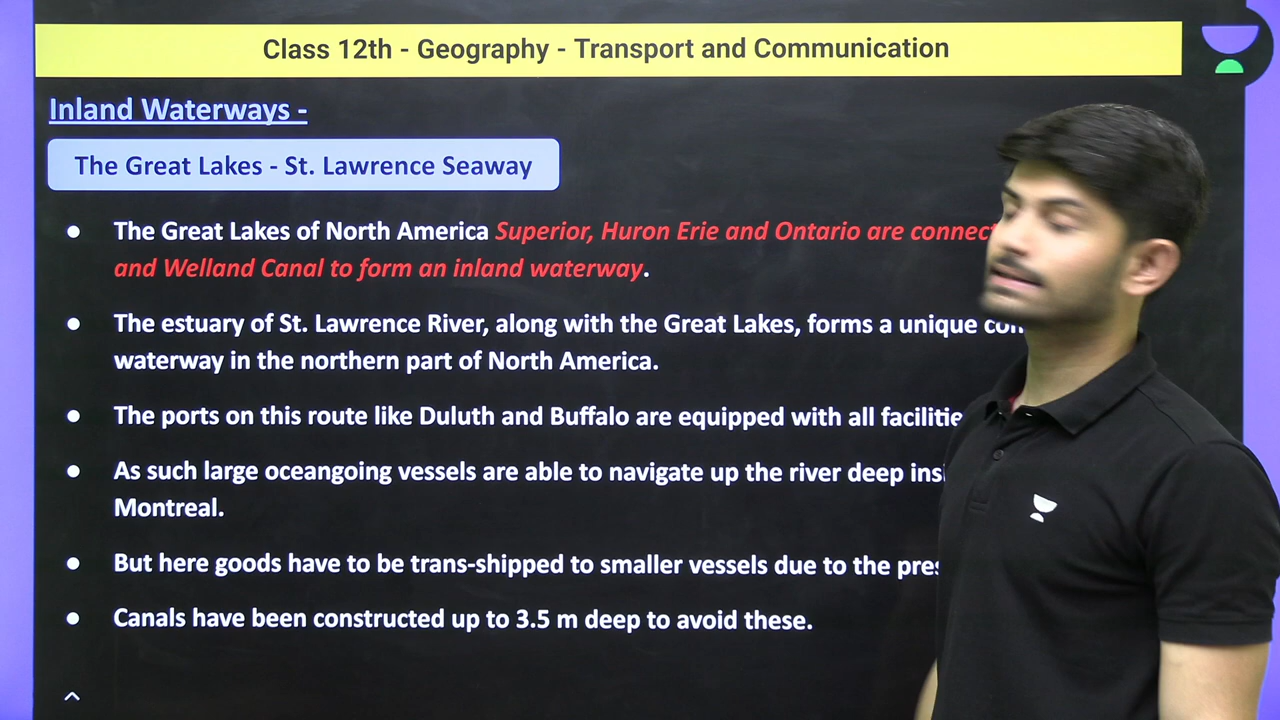 Class 12th - Geography - Transport and Communication
Inland Waterways -
The Great Lakes - St. Lawrence Seaway
● The Great Lakes of North America Superior, Huron Erie and Ontario are
and Welland Canal to form an inland waterway.
● The estuary of St. Lawrence River, along with the Great Lakes, forms a unique
waterway in the northern part of North America.
● The ports on this route like Duluth and Buffalo are equipped with all
● As such large oceangoing vessels are able to navigate up the river deep
Montreal.
● But here goods have to be trans-shipped to smaller vessels due to the
● Canals have been constructed up to 3.5 m deep to avoid these.